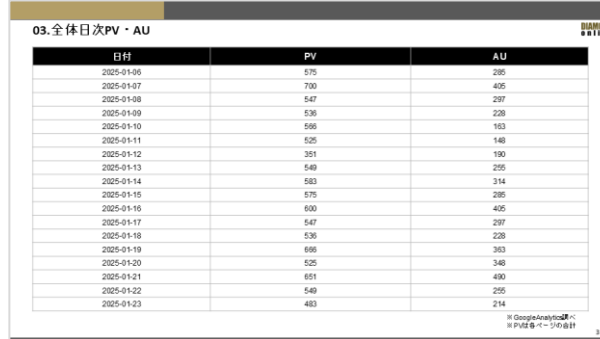 03.全体日次PV・AU
DIAM
onli
日付 PV AU
2025-01-06 575 285
2025-01-07 700 405
2025-01-08 547 297
2025-01-09 536 228
2025-01-10 566 163
2025-01-11 525 148
2025-01-12 351 190
2025-01-13 549 255
2025-01-14 583 314
2025-01-15 575 285
2025-01-16 600 405
2025-01-17 547 297
2025-01-18 536 228
2025-01-19 666 363
2025-01-20 525 348
2025-01-21 651 490
2025-01-22 549 255
2025-01-23 483 214
※GoogleAnalytics調べ
※PVは各ページの合計
3